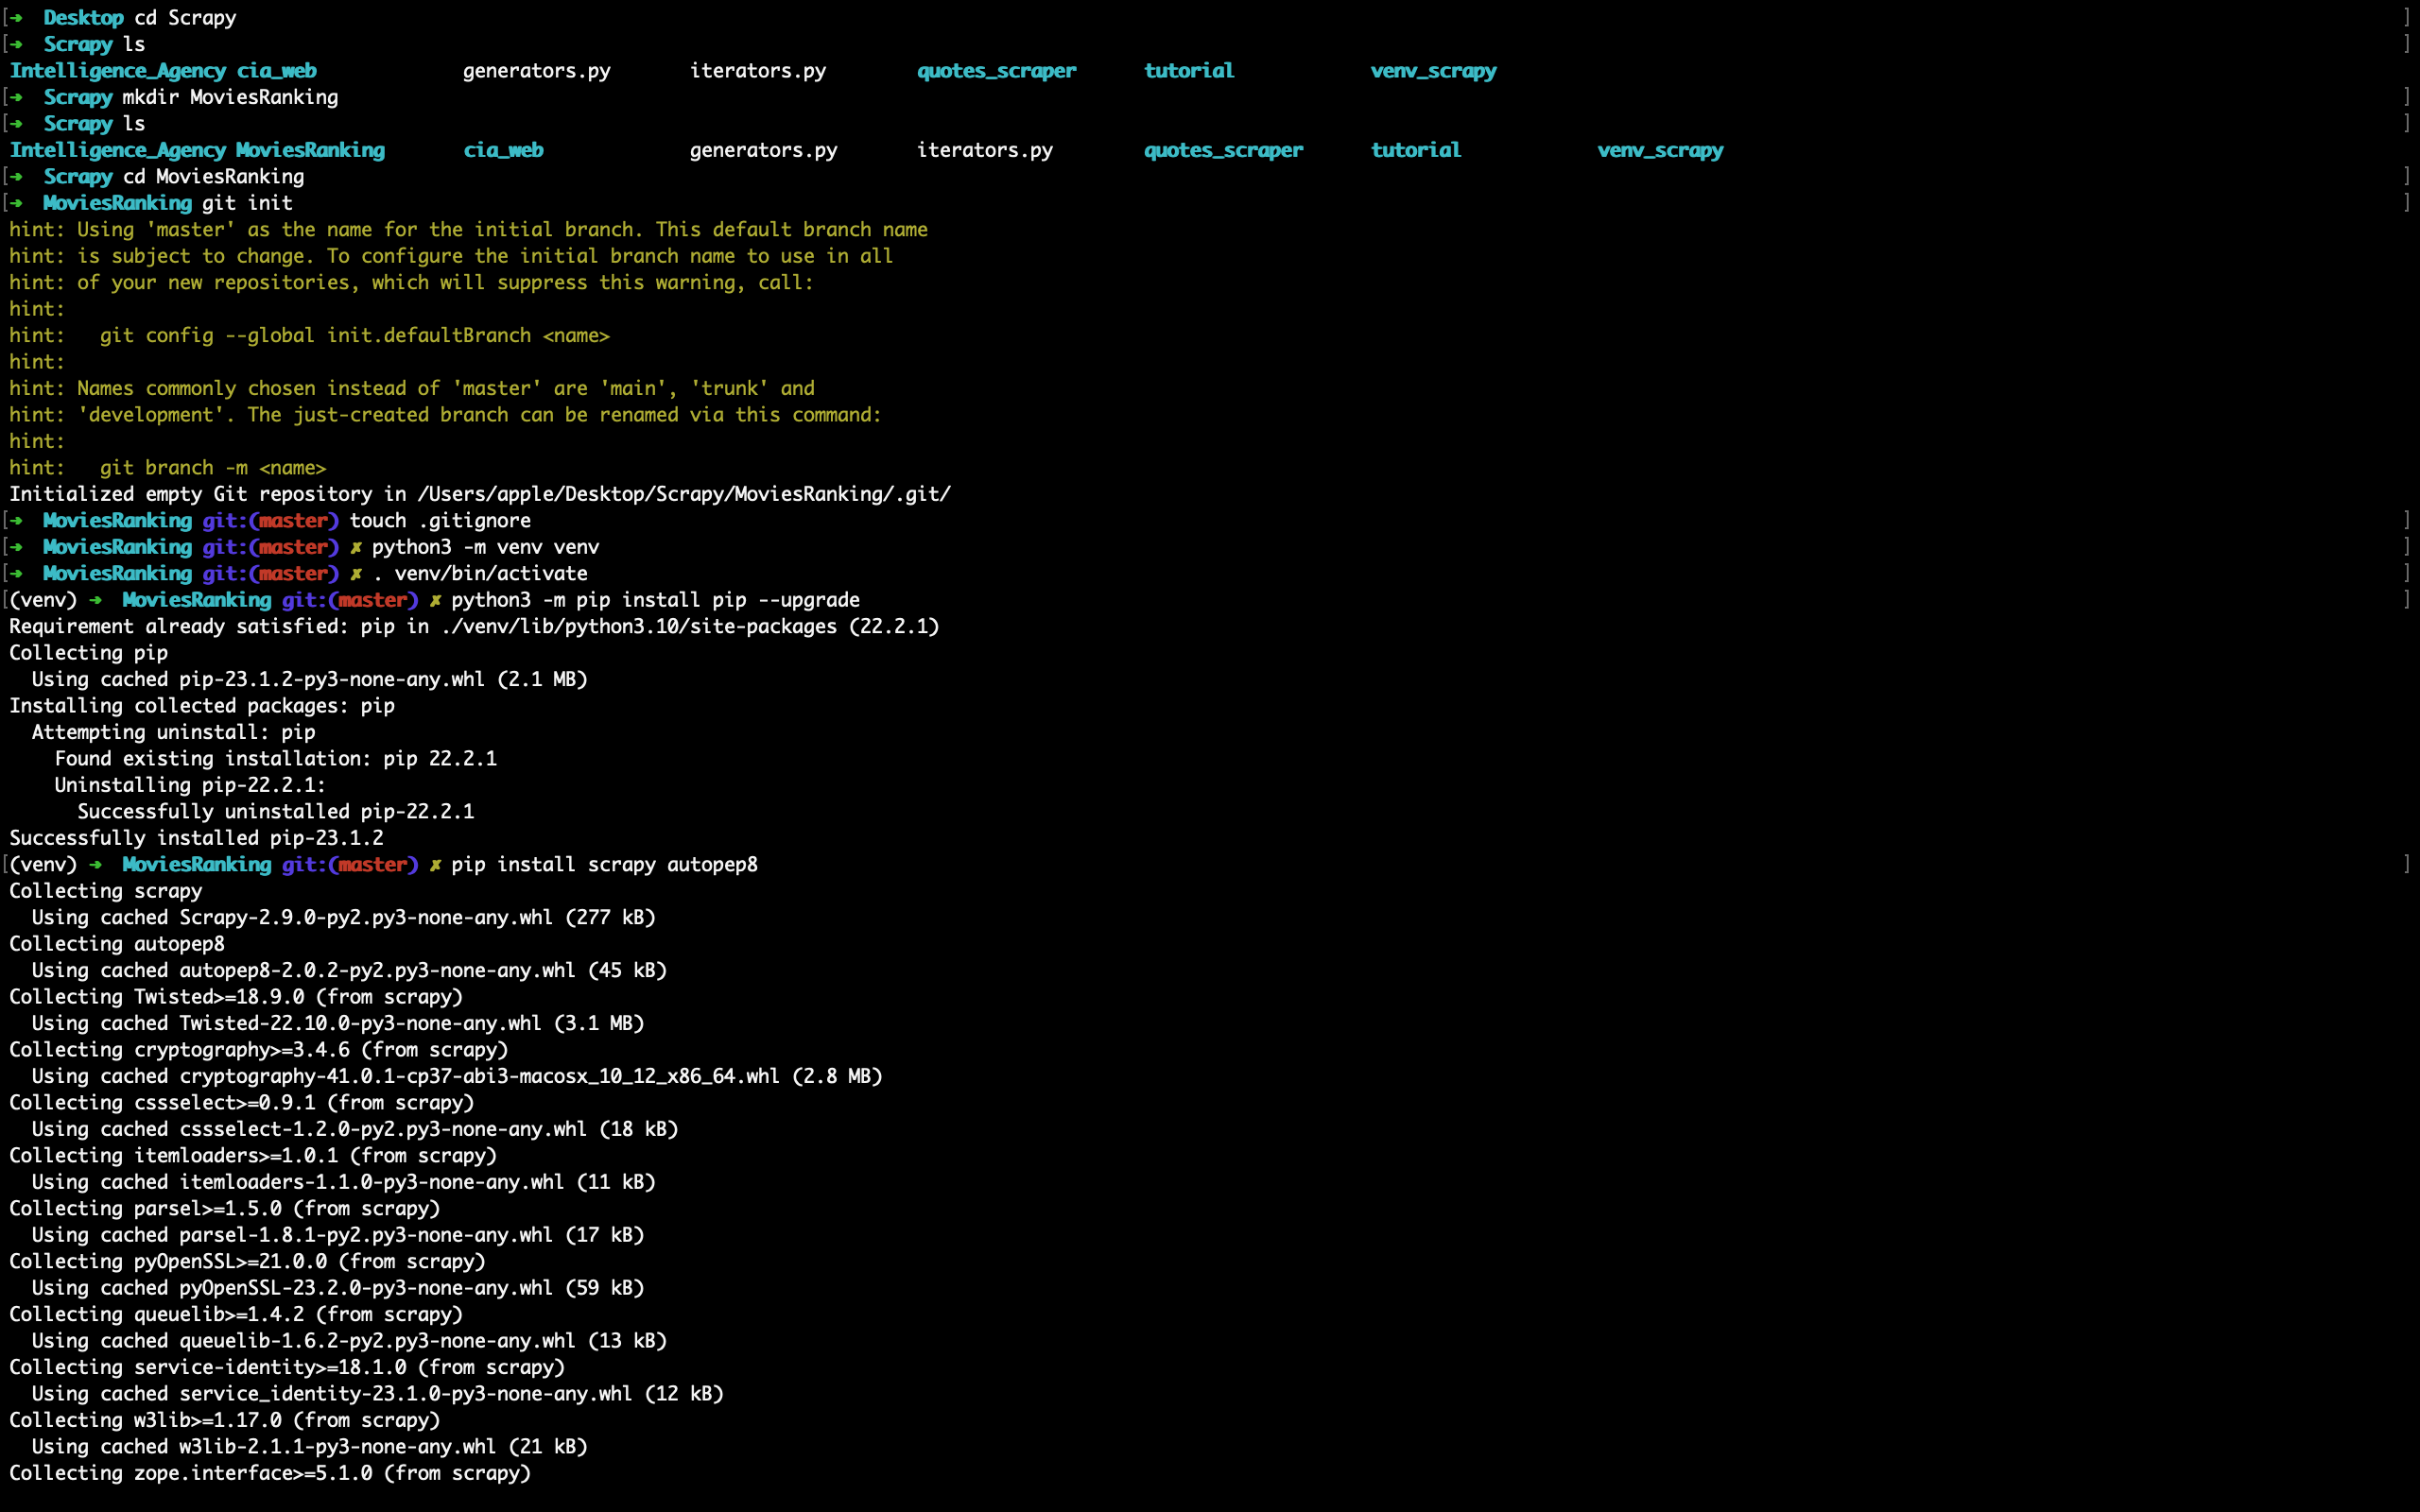 [→  Desktop cd Scrapy ]
[→  Scrapy ls ]
Intelligence_Agency cia_web generators.py iterators.py quotes_scraper tutorial venv_scrapy
[→  Scrapy mkdir MoviesRanking ]
[→  Scrapy ls ]
Intelligence_Agency MoviesRanking cia_web generators.py iterators.py quotes_scraper tutorial venv_scrapy
[→  Scrapy cd MoviesRanking ]
[→  MoviesRanking git init ]
hint: Using 'master' as the name for the initial branch. This default branch name
hint: is subject to change. To configure the initial branch name to use in all
hint: of your new repositories, which will suppress this warning, call:
hint:
hint:   git config --global init.defaultBranch <name>
hint:
hint: Names commonly chosen instead of 'master' are 'main', 'trunk' and
hint: 'development'. The just-created branch can be renamed via this command:
hint:
hint:   git branch -m <name>
Initialized empty Git repository in /Users/apple/Desktop/Scrapy/MoviesRanking/.git/
[→  MoviesRanking git:(master) touch .gitignore ]
[→  MoviesRanking git:(master) ✗ python3 -m venv venv ]
[→  MoviesRanking git:(master) ✗ . venv/bin/activate ]
[(venv) →  MoviesRanking git:(master) ✗ python3 -m pip install pip --upgrade ]
Requirement already satisfied: pip in ./venv/lib/python3.10/site-packages (22.2.1)
Collecting pip
  Using cached pip-23.1.2-py3-none-any.whl (2.1 MB)
Installing collected packages: pip
  Attempting uninstall: pip
    Found existing installation: pip 22.2.1
    Uninstalling pip-22.2.1:
      Successfully uninstalled pip-22.2.1
Successfully installed pip-23.1.2
[(venv) →  MoviesRanking git:(master) ✗ pip install scrapy autopep8 ]
Collecting scrapy
  Using cached Scrapy-2.9.0-py2.py3-none-any.whl (277 kB)
Collecting autopep8
  Using cached autopep8-2.0.2-py2.py3-none-any.whl (45 kB)
Collecting Twisted>=18.9.0 (from scrapy)
  Using cached Twisted-22.10.0-py3-none-any.whl (3.1 MB)
Collecting cryptography>=3.4.6 (from scrapy)
  Using cached cryptography-41.0.1-cp37-abi3-macosx_10_12_x86_64.whl (2.8 MB)
Collecting cssselect>=0.9.1 (from scrapy)
  Using cached cssselect-1.2.0-py2.py3-none-any.whl (18 kB)
Collecting itemloaders>=1.0.1 (from scrapy)
  Using cached itemloaders-1.1.0-py3-none-any.whl (11 kB)
Collecting parsel>=1.5.0 (from scrapy)
  Using cached parsel-1.8.1-py2.py3-none-any.whl (17 kB)
Collecting pyOpenSSL>=21.0.0 (from scrapy)
  Using cached pyOpenSSL-23.2.0-py3-none-any.whl (59 kB)
Collecting queuelib>=1.4.2 (from scrapy)
  Using cached queuelib-1.6.2-py2.py3-none-any.whl (13 kB)
Collecting service-identity>=18.1.0 (from scrapy)
  Using cached service_identity-23.1.0-py3-none-any.whl (12 kB)
Collecting w3lib>=1.17.0 (from scrapy)
  Using cached w3lib-2.1.1-py3-none-any.whl (21 kB)
Collecting zope.interface>=5.1.0 (from scrapy)